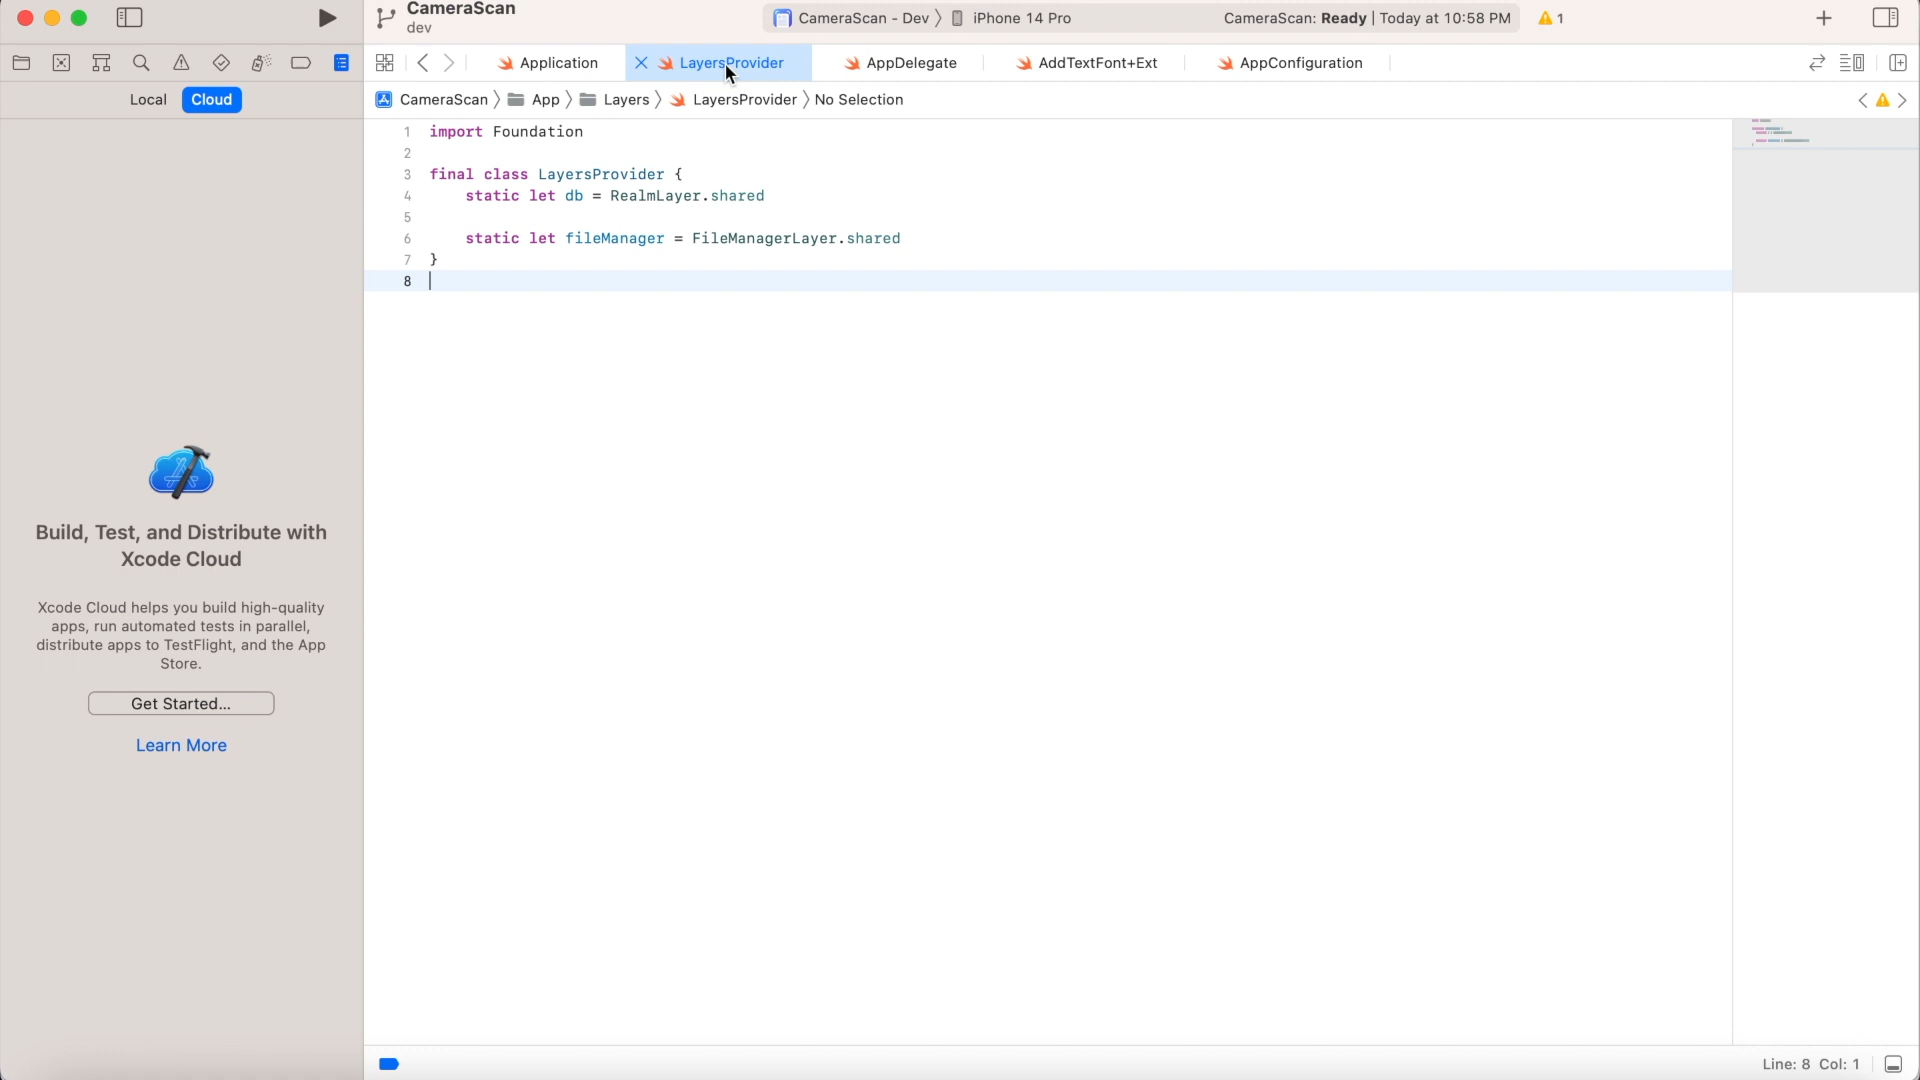 CameraScan
dev
CameraScan - Dev 〉 iPhone 14 Pro
CameraScan: Ready | Today at 10:58 PM
1
Application
LayersProvider
AppDelegate
AddTextFont+Ext
AppConfiguration
Local
Cloud
CameraScan 〉 App 〉 Layers 〉 LayersProvider 〉 No Selection
1 import Foundation
2
3 final class LayersProvider {
4     static let db = RealmLayer.shared
5
6     static let fileManager = FileManagerLayer.shared
7 }
8
Build, Test, and Distribute with
Xcode Cloud
Xcode Cloud helps you build high-quality
apps, run automated tests in parallel,
distribute apps to TestFlight, and the App
Store.
Get Started...
Learn More
Line: 8 Col: 1